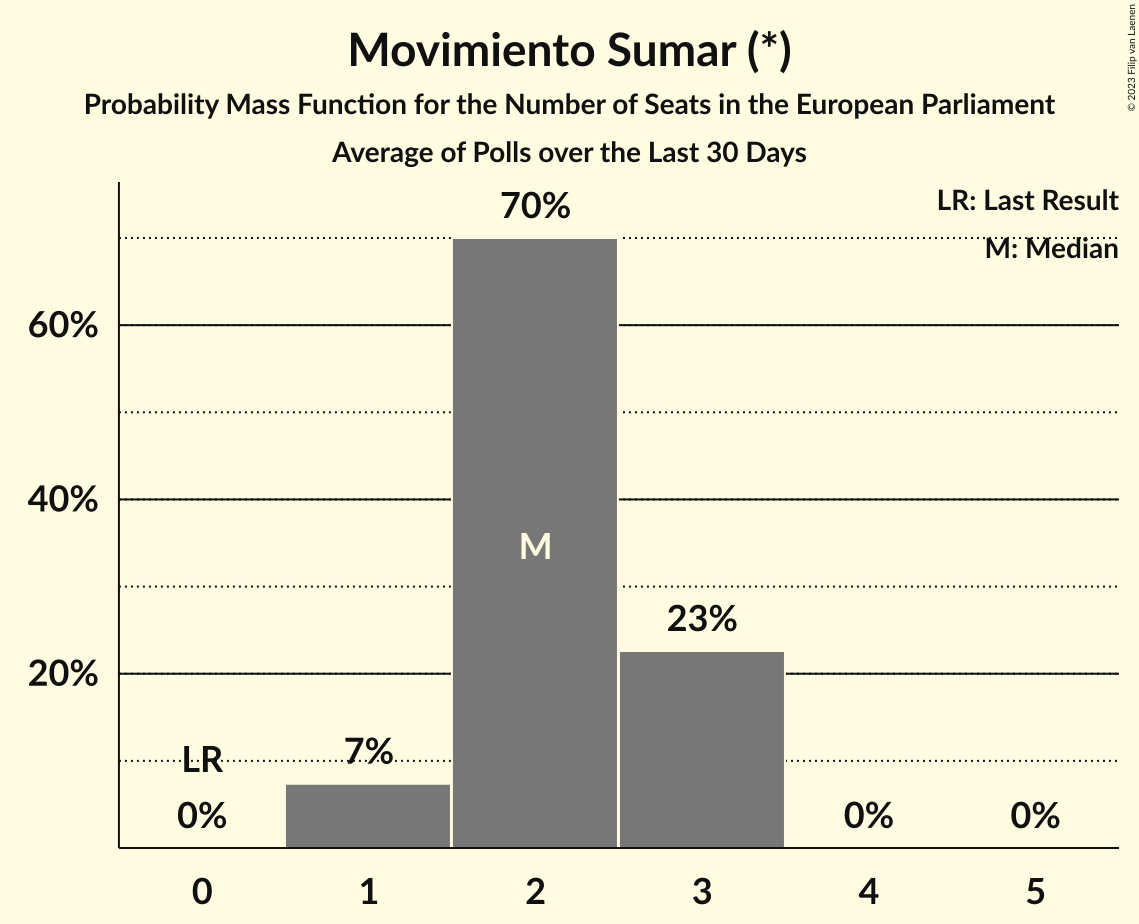 Movimiento Sumar (*)
Probability Mass Function for the Number of Seats in the European Parliament
Average of Polls over the Last 30 Days
© 2023 Filip van Laenen
LR: Last Result
M: Median
70%
60%
40%
M
23%
20%
LR
7%
0%
0%
0%
0 1 2 3 4 5